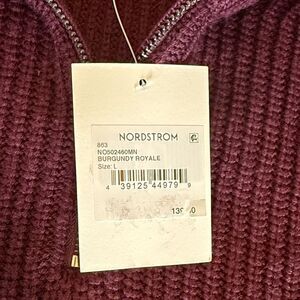 NORDSTROM
863
NO502460MN
BURGUNDY ROYALE
Size: L
4 39125 44979 9